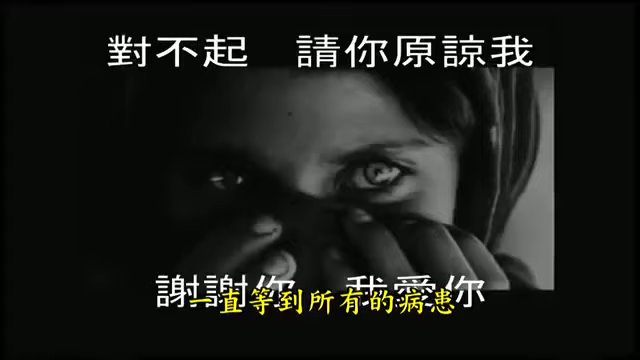 對不起 請你原諒我
謝謝你 我愛你
一直等到所有的病患